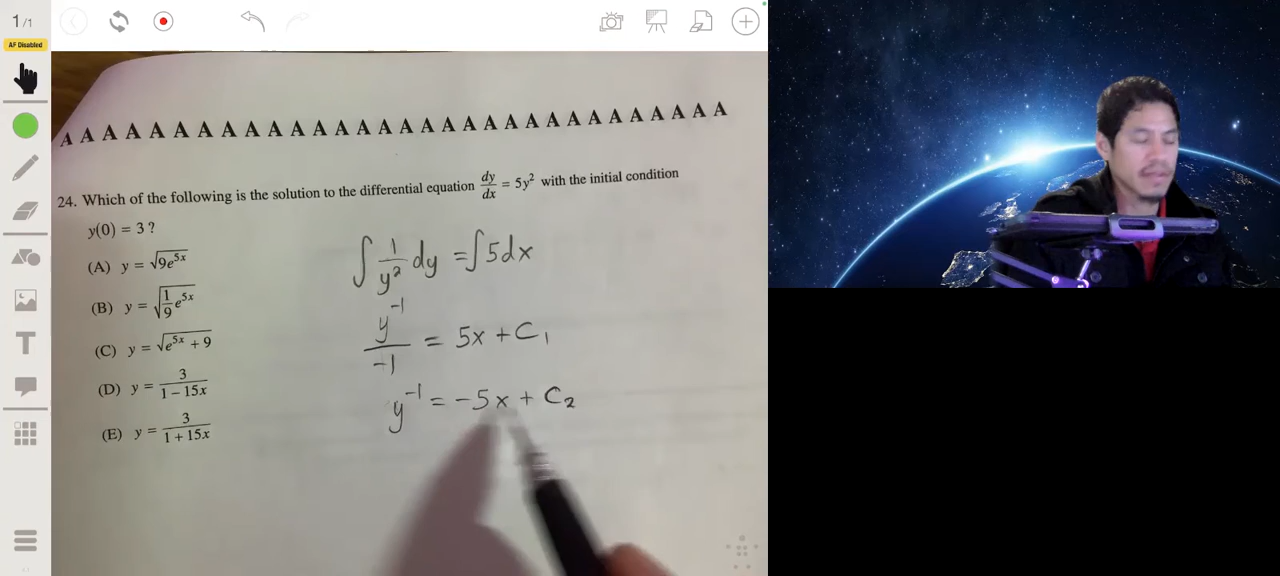 1/1
AF Disabled
A A A A A A A A A A A A A A A A A A A A A A A A A A A A A
24. Which of the following is the solution to the differential equation dy/dx = 5y² with the initial condition
y(0) = 3 ?
(A) y = √9e^5x
(B) y = √1/9 e^5x
(C) y = √e^5x + 9
(D) y = 3/1 − 15x
(E) y = 3/1 + 15x
∫ 1/y² dy = ∫ 5dx
y^-1/-1 = 5x + C₁
y^-1 = -5x + C₂
T